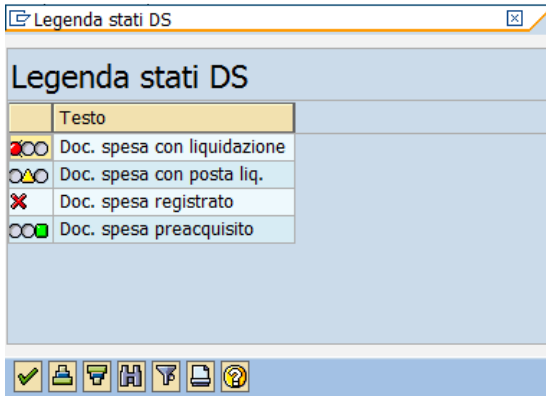 Legenda stati DS
Legenda stati DS
Testo
Doc. spesa con liquidazione
Doc. spesa con posta liq.
Doc. spesa registrato
Doc. spesa preacquisito